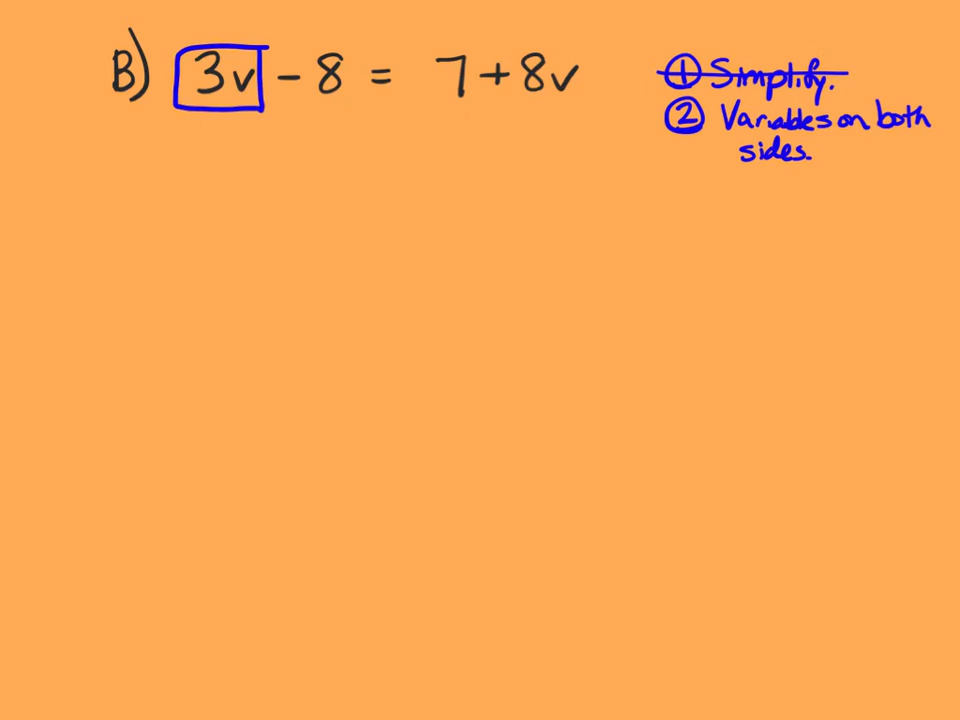 B) 3v - 8 = 7 + 8v
① Simplify.
② Variables on both
sides.